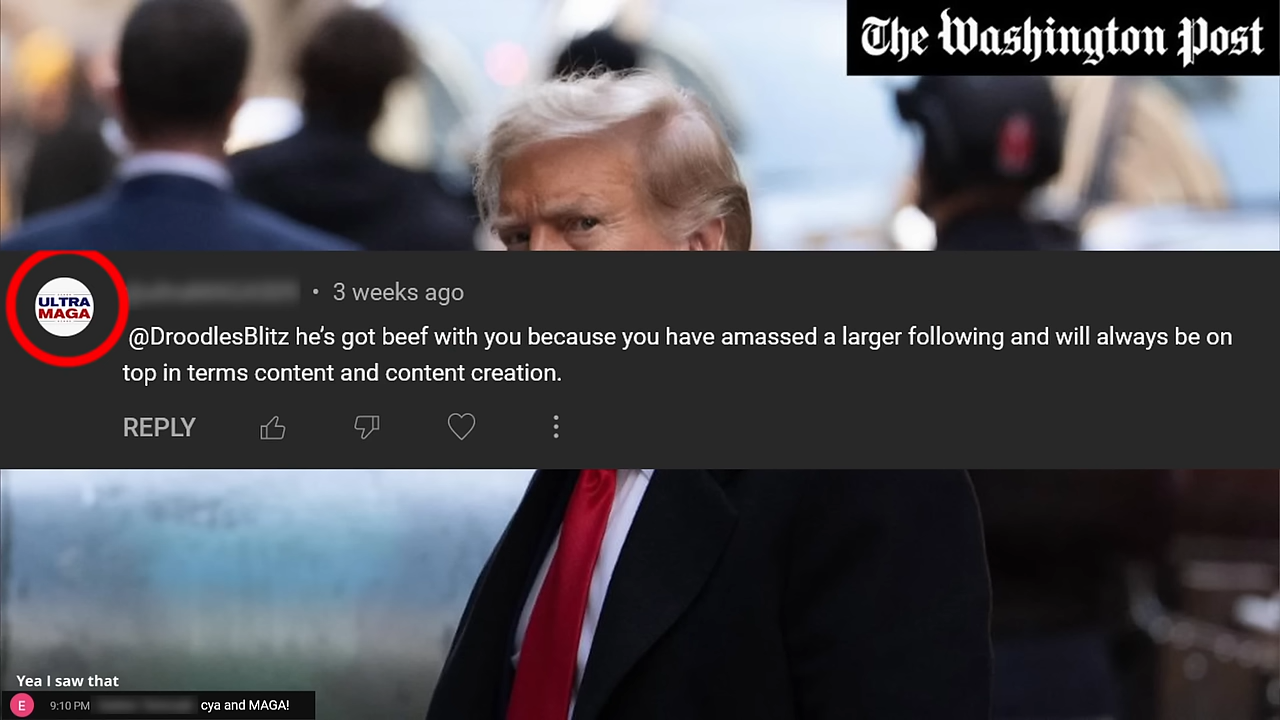 The Washington Post
ULTRA
MAGA
• 3 weeks ago
@DroodlesBlitz he’s got beef with you because you have amassed a larger following and will always be on
top in terms content and content creation.
REPLY
Yea I saw that
E 9:10 PM cya and MAGA!